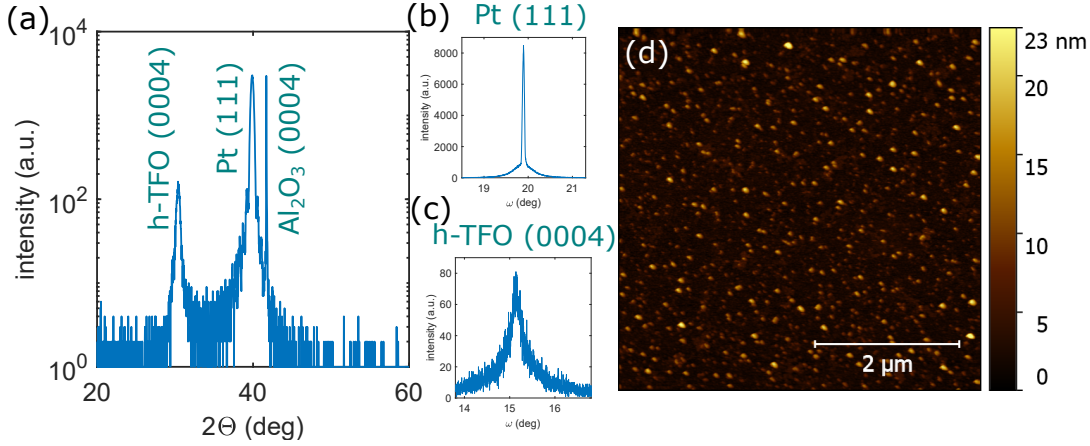 (a)
10^4
10^2
10^0
intensity (a.u.)
h-TFO (0004)
Pt (111)
Al₂O₃ (0004)
20
40
60
2Θ (deg)
(b)
Pt (111)
8000
6000
4000
2000
0
intensity (a.u.)
19
20
21
ω (deg)
(c)
h-TFO (0004)
80
60
40
20
0
intensity (a.u.)
14
15
16
ω (deg)
(d)
2 µm
23 nm
20
15
10
5
0